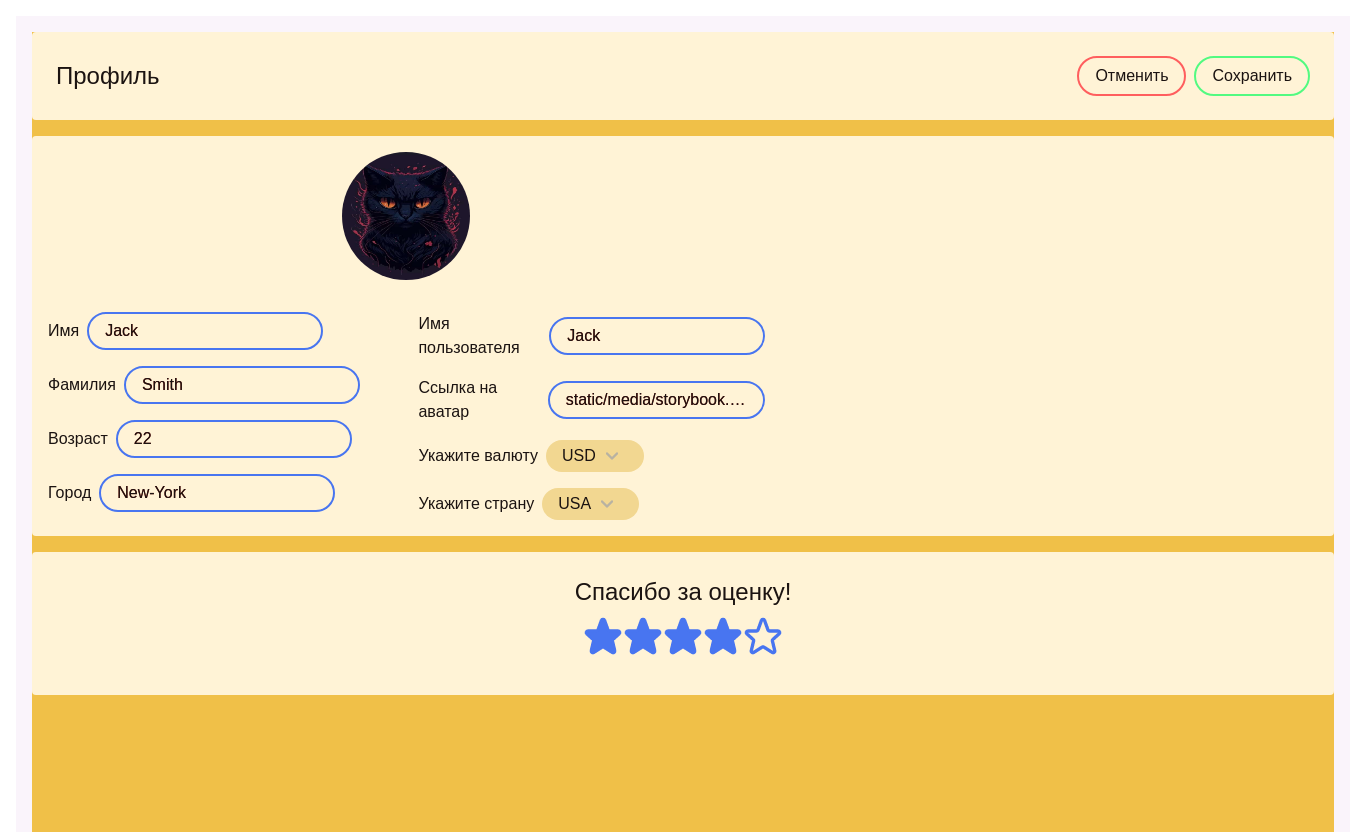 Профиль
Отменить
Сохранить
Имя
Jack
Фамилия
Smith
Возраст
22
Город
New-York
Имя
пользователя
Jack
Ссылка на
аватар
static/media/storybook.…
Укажите валюту
USD
Укажите страну
USA
Спасибо за оценку!